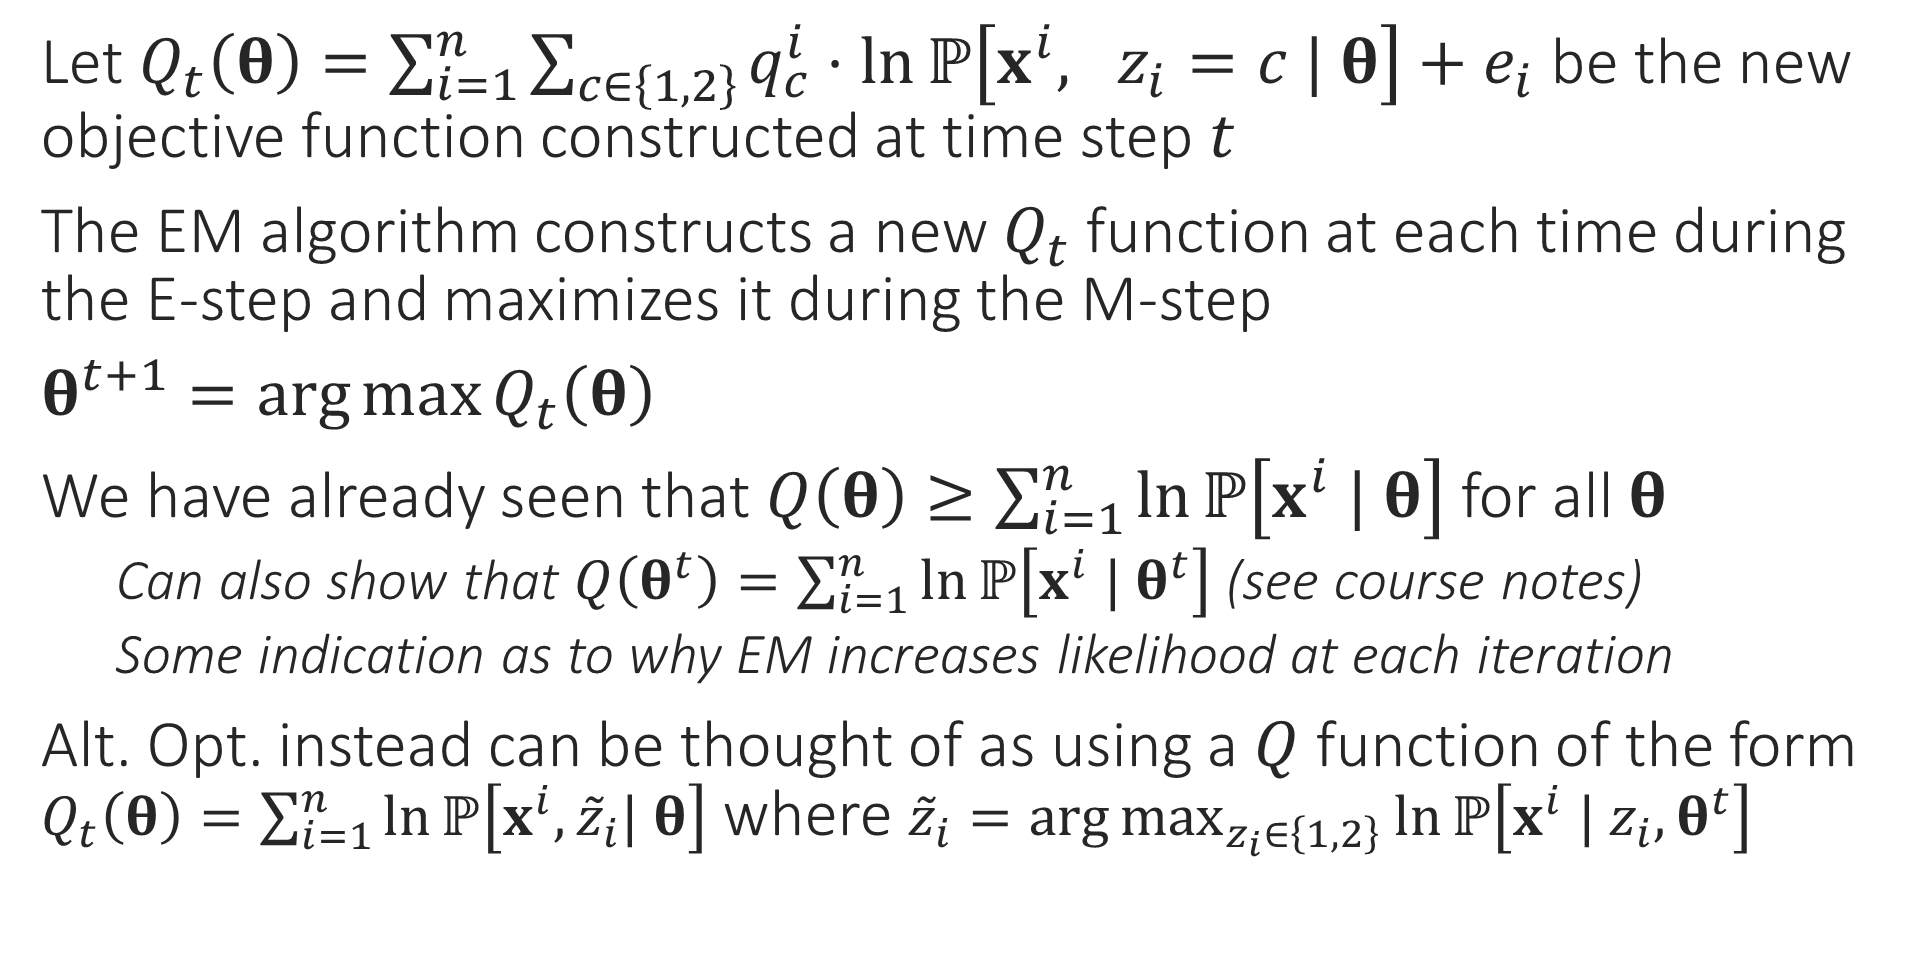 Let Q_t(𝛉) = ∑_{i=1}^{n} ∑_{c∈{1,2}} q_c^i · ln ℙ[𝐱^i, z_i = c | 𝛉] + e_i be the new
objective function constructed at time step t
The EM algorithm constructs a new Q_t function at each time during
the E-step and maximizes it during the M-step
𝛉^{t+1} = arg max Q_t(𝛉)
We have already seen that Q(𝛉) ≥ ∑_{i=1}^{n} ln ℙ[𝐱^i | 𝛉] for all 𝛉
Can also show that Q(𝛉^t) = ∑_{i=1}^{n} ln ℙ[𝐱^i | 𝛉^t] (see course notes)
Some indication as to why EM increases likelihood at each iteration
Alt. Opt. instead can be thought of as using a Q function of the form
Q_t(𝛉) = ∑_{i=1}^{n} ln ℙ[𝐱^i, z̃_i | 𝛉] where z̃_i = arg max_{z_i∈{1,2}} ln ℙ[𝐱^i | z_i, 𝛉^t]